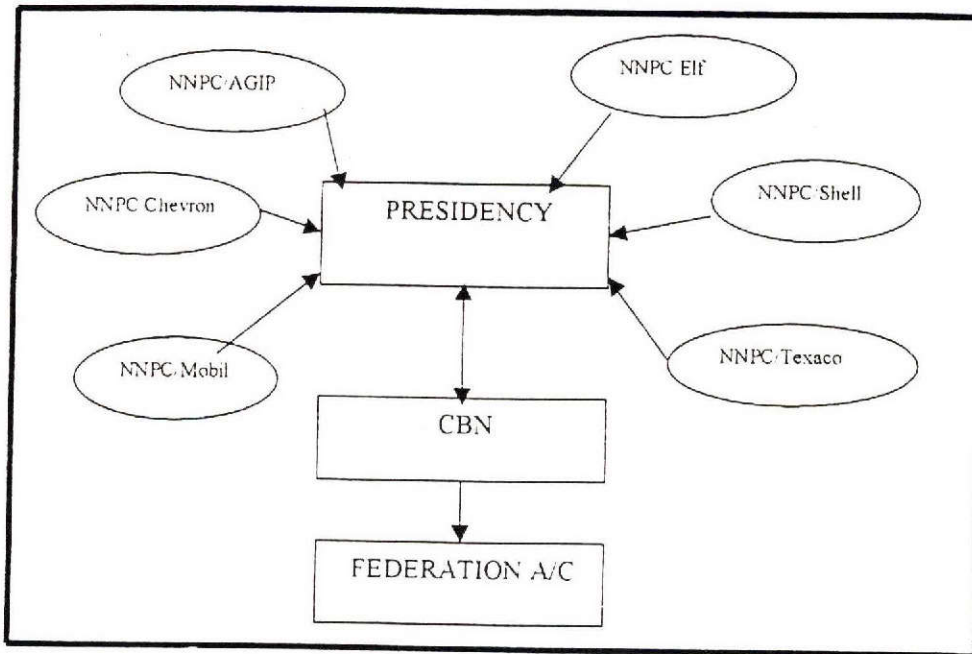 NNPC/AGIP
NNPC Elf
NNPC Chevron
PRESIDENCY
NNPC/Shell
NNPC/Mobil
NNPC/Texaco
CBN
FEDERATION A/C